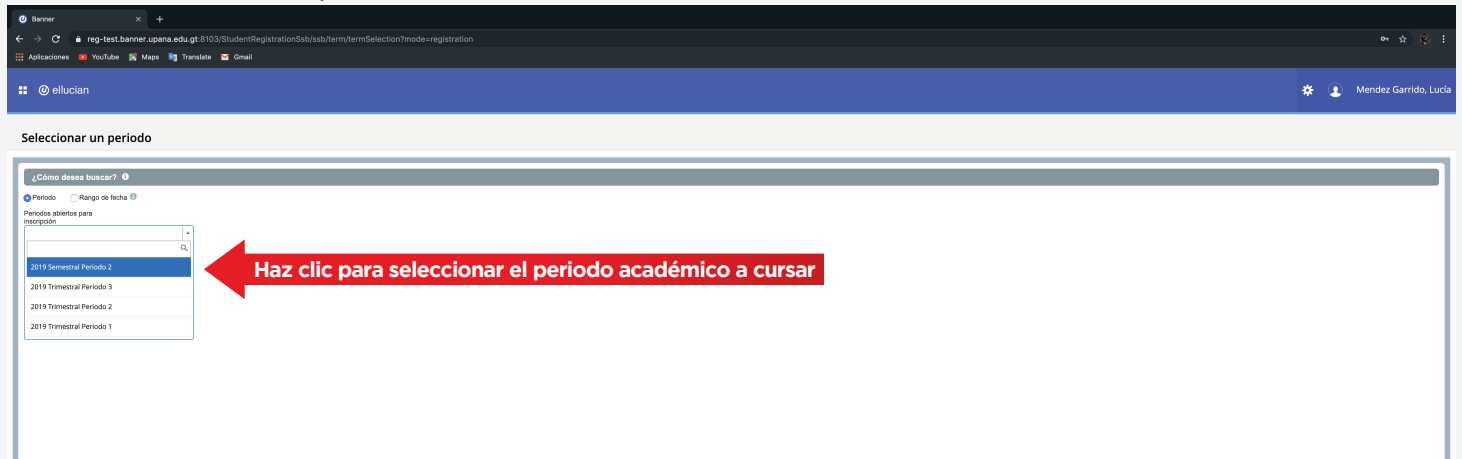 Banner
reg-test.banner.upana.edu.gt:8103/StudentRegistrationSsb/ssb/term/termSelection?mode=registration
Aplicaciones YouTube Maps Translate Gmail
ellucian Mendez Garrido, Lucía
Seleccionar un periodo
¿Cómo desea buscar?
Periodo Rango de fecha
Periodos abiertos para
inscripción
2019 Semestral Periodo 2
Haz clic para seleccionar el periodo académico a cursar
2019 Trimestral Periodo 3
2019 Trimestral Periodo 2
2019 Trimestral Periodo 1